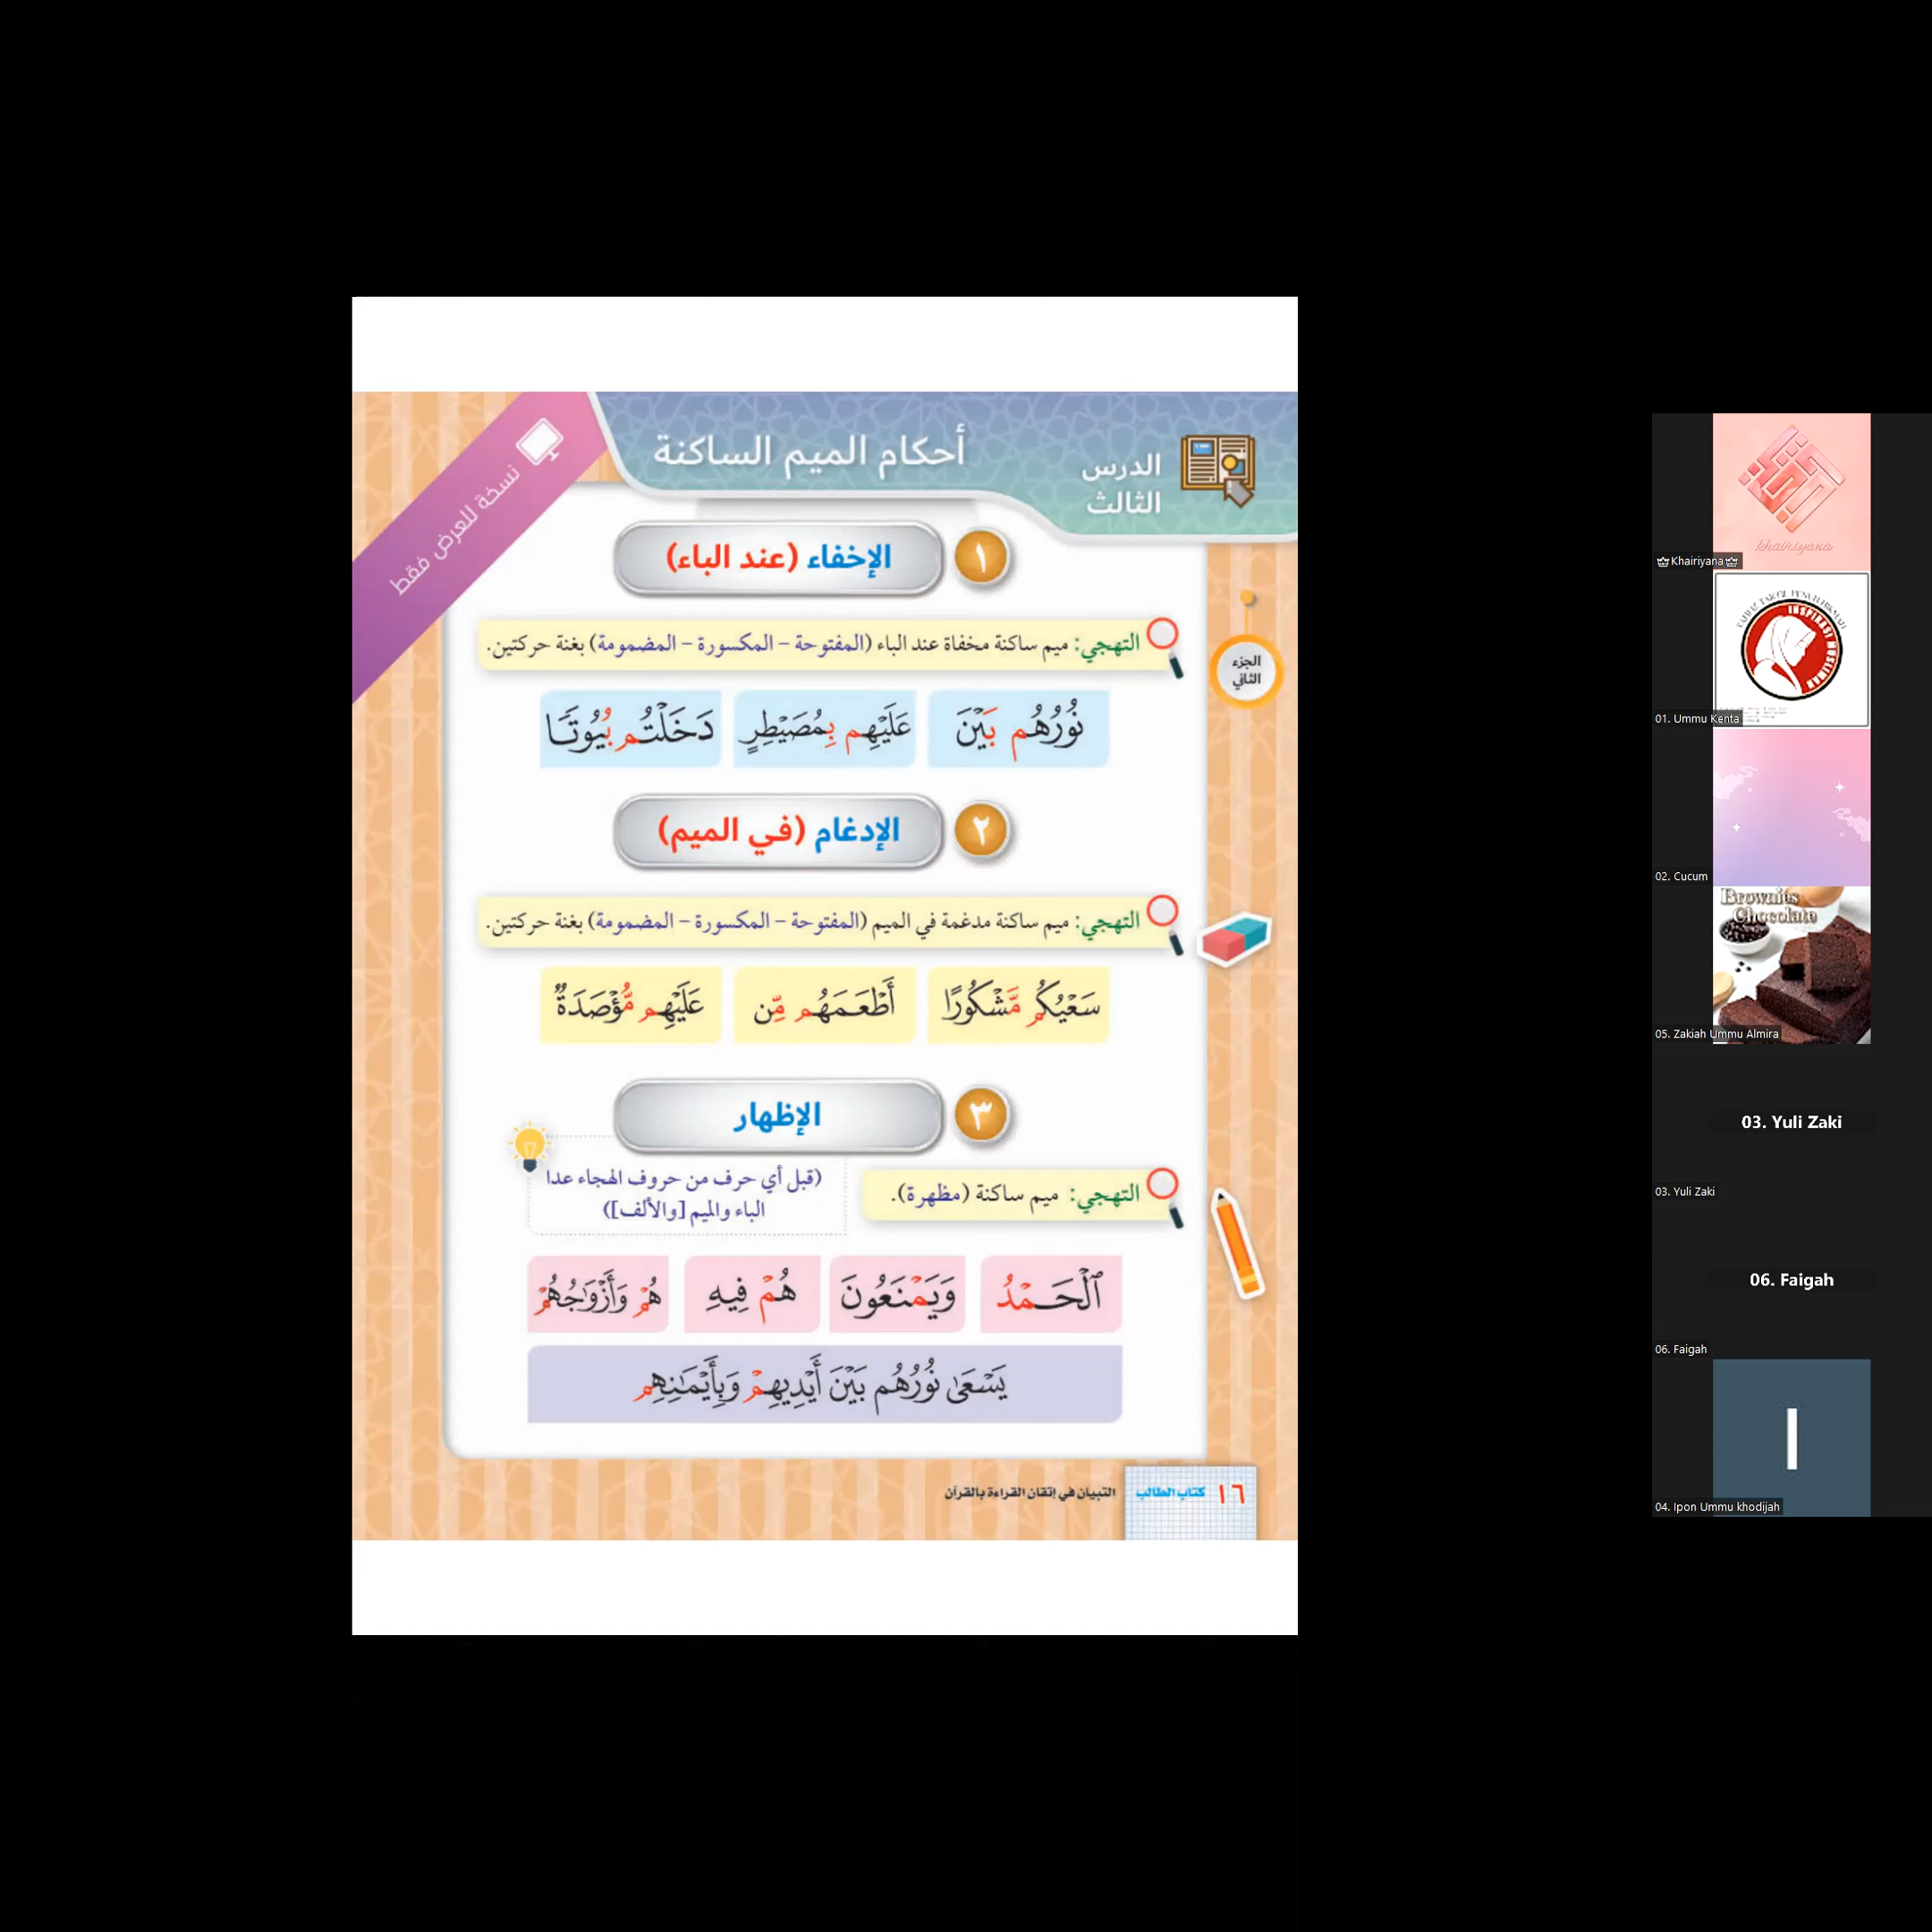 الدرس
الثالث
أحكام الميم الساكنة
نسخة للعرض فقط
١
الإخفاء (عند الباء)
الجزء
الثاني
التهجي: ميم ساكنة مخفاة عند الباء (المفتوحة – المكسورة – المضمومة) بغنة حركتين.
نُورُهُم بَيْنَ
عَلَيْهِم بِمُصَيْطِرٍ
دَخَلْتُم بُيُوتًا
٢
الإدغام (في الميم)
التهجي: ميم ساكنة مدغمة في الميم (المفتوحة – المكسورة – المضمومة) بغنة حركتين.
سَعْيُكُم مَّشْكُورًا
أَطْعَمَهُم مِّن
عَلَيْهِم مُّؤْصَدَةٌ
٣
الإظهار
التهجي: ميم ساكنة (مظهرة).
(قبل أي حرف من حروف الهجاء عدا
الباء والميم [والألف])
ٱلْحَمْدُ
وَيَمْنَعُونَ
هُمْ فِيهِ
هُمْ وَأَزْوَٰجُهُمْ
يَسْعَىٰ نُورُهُم بَيْنَ أَيْدِيهِمْ وَبِأَيْمَٰنِهِم
١٦ كتاب الطالب التبيان في إتقان القراءة بالقرآن
khairiyana
Khairiyana
INSPIRASI MUSLIMAH
01. Ummu Kenta
02. Cucum
Brownies
Chocolate
05. Zakiah Ummu Almira
03. Yuli Zaki
03. Yuli Zaki
06. Faigah
06. Faigah
I
04. Ipon Ummu khodijah